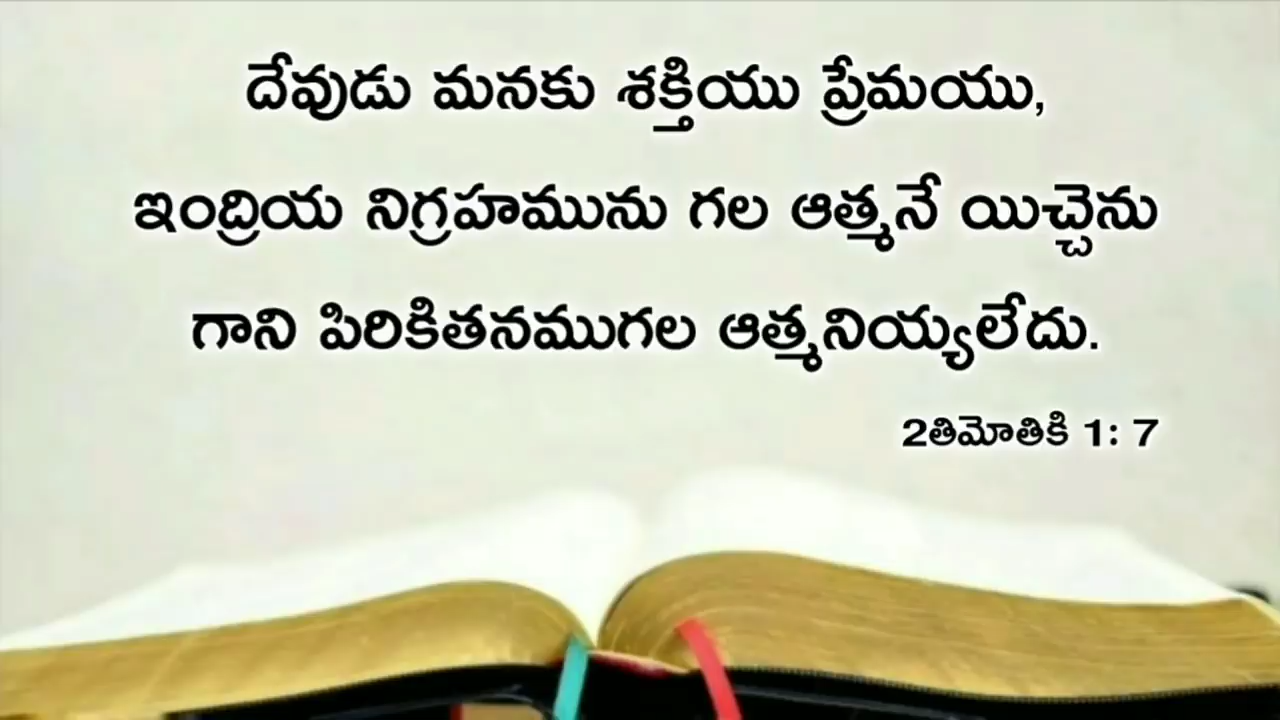 దేవుడు మనకు శక్తియు ప్రేమయు,
ఇంద్రియ నిగ్రహమును గల ఆత్మనే యిచ్చెను
గాని పిరికితనముగల ఆత్మనియ్యలేదు.
2తిమోతికి 1: 7